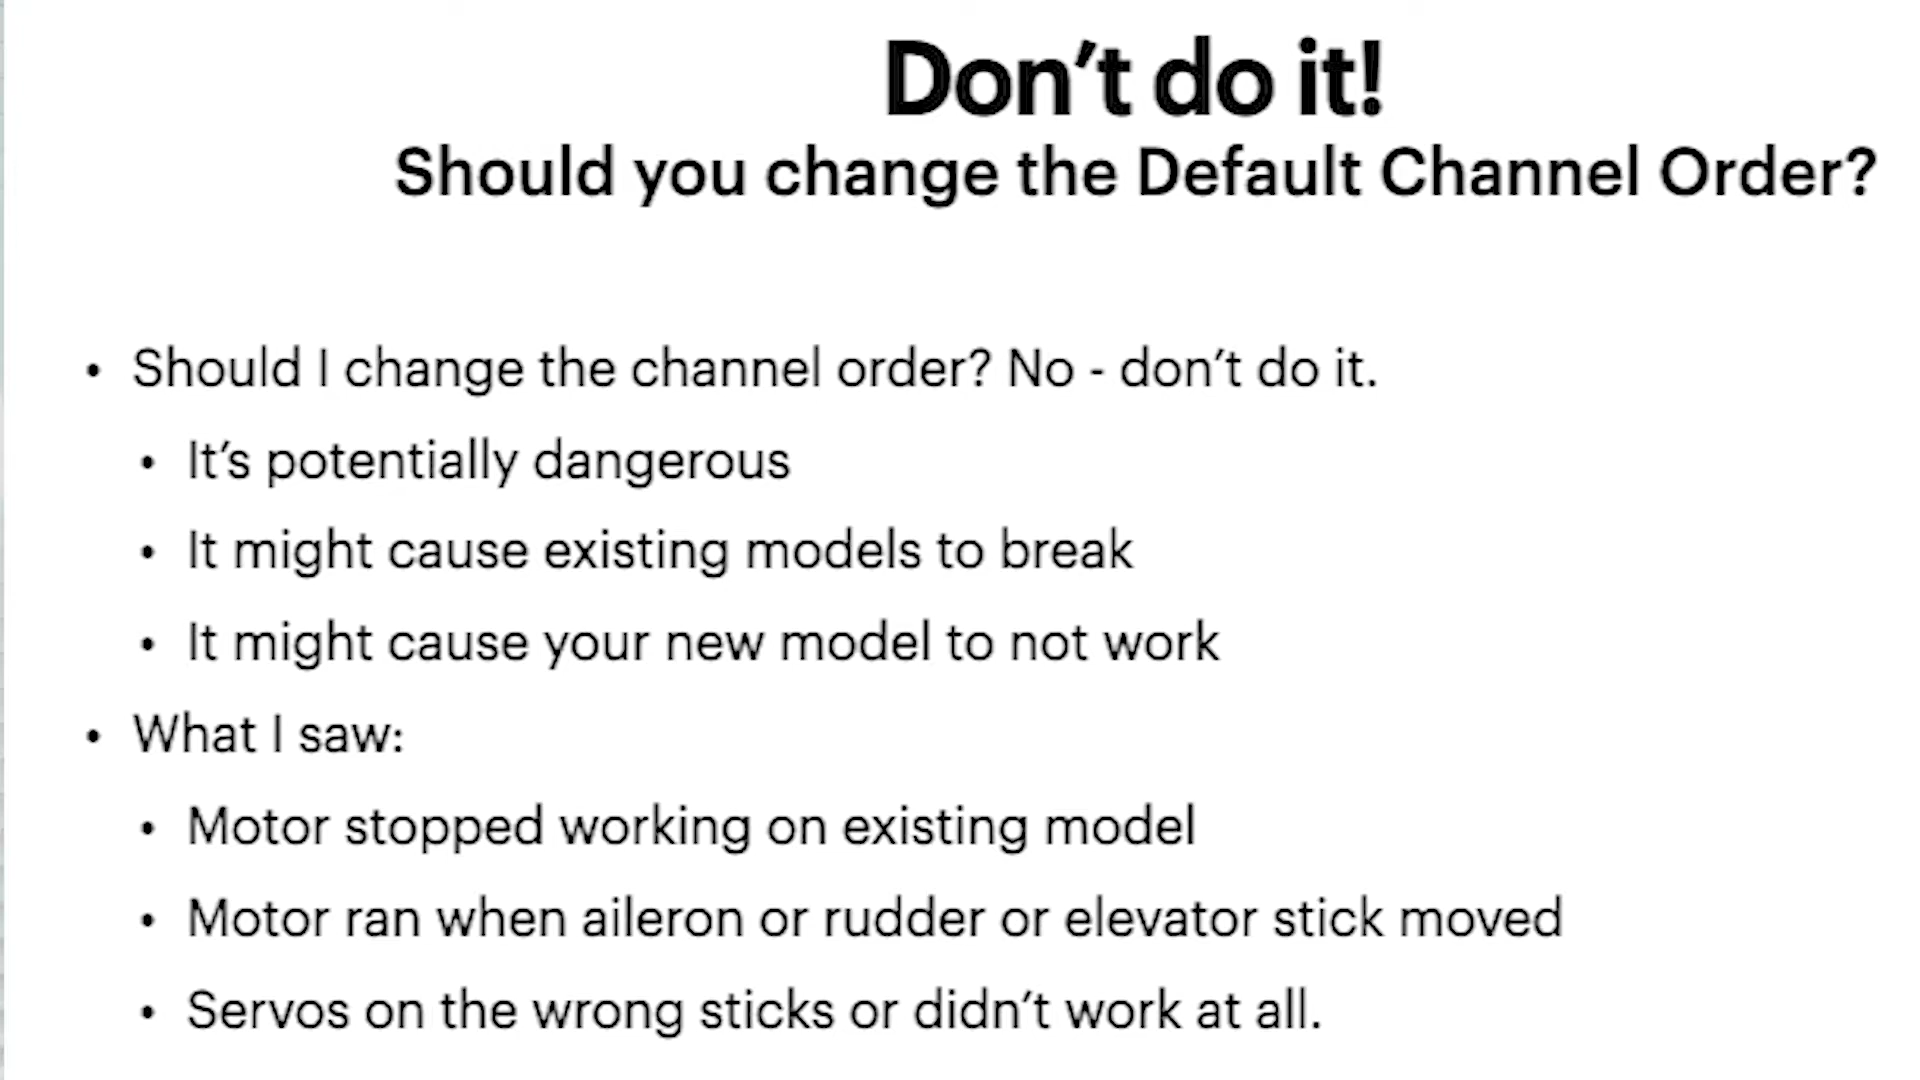 Don’t do it!
Should you change the Default Channel Order?
• Should I change the channel order? No - don’t do it.
• It’s potentially dangerous
• It might cause existing models to break
• It might cause your new model to not work
• What I saw:
• Motor stopped working on existing model
• Motor ran when aileron or rudder or elevator stick moved
• Servos on the wrong sticks or didn’t work at all.